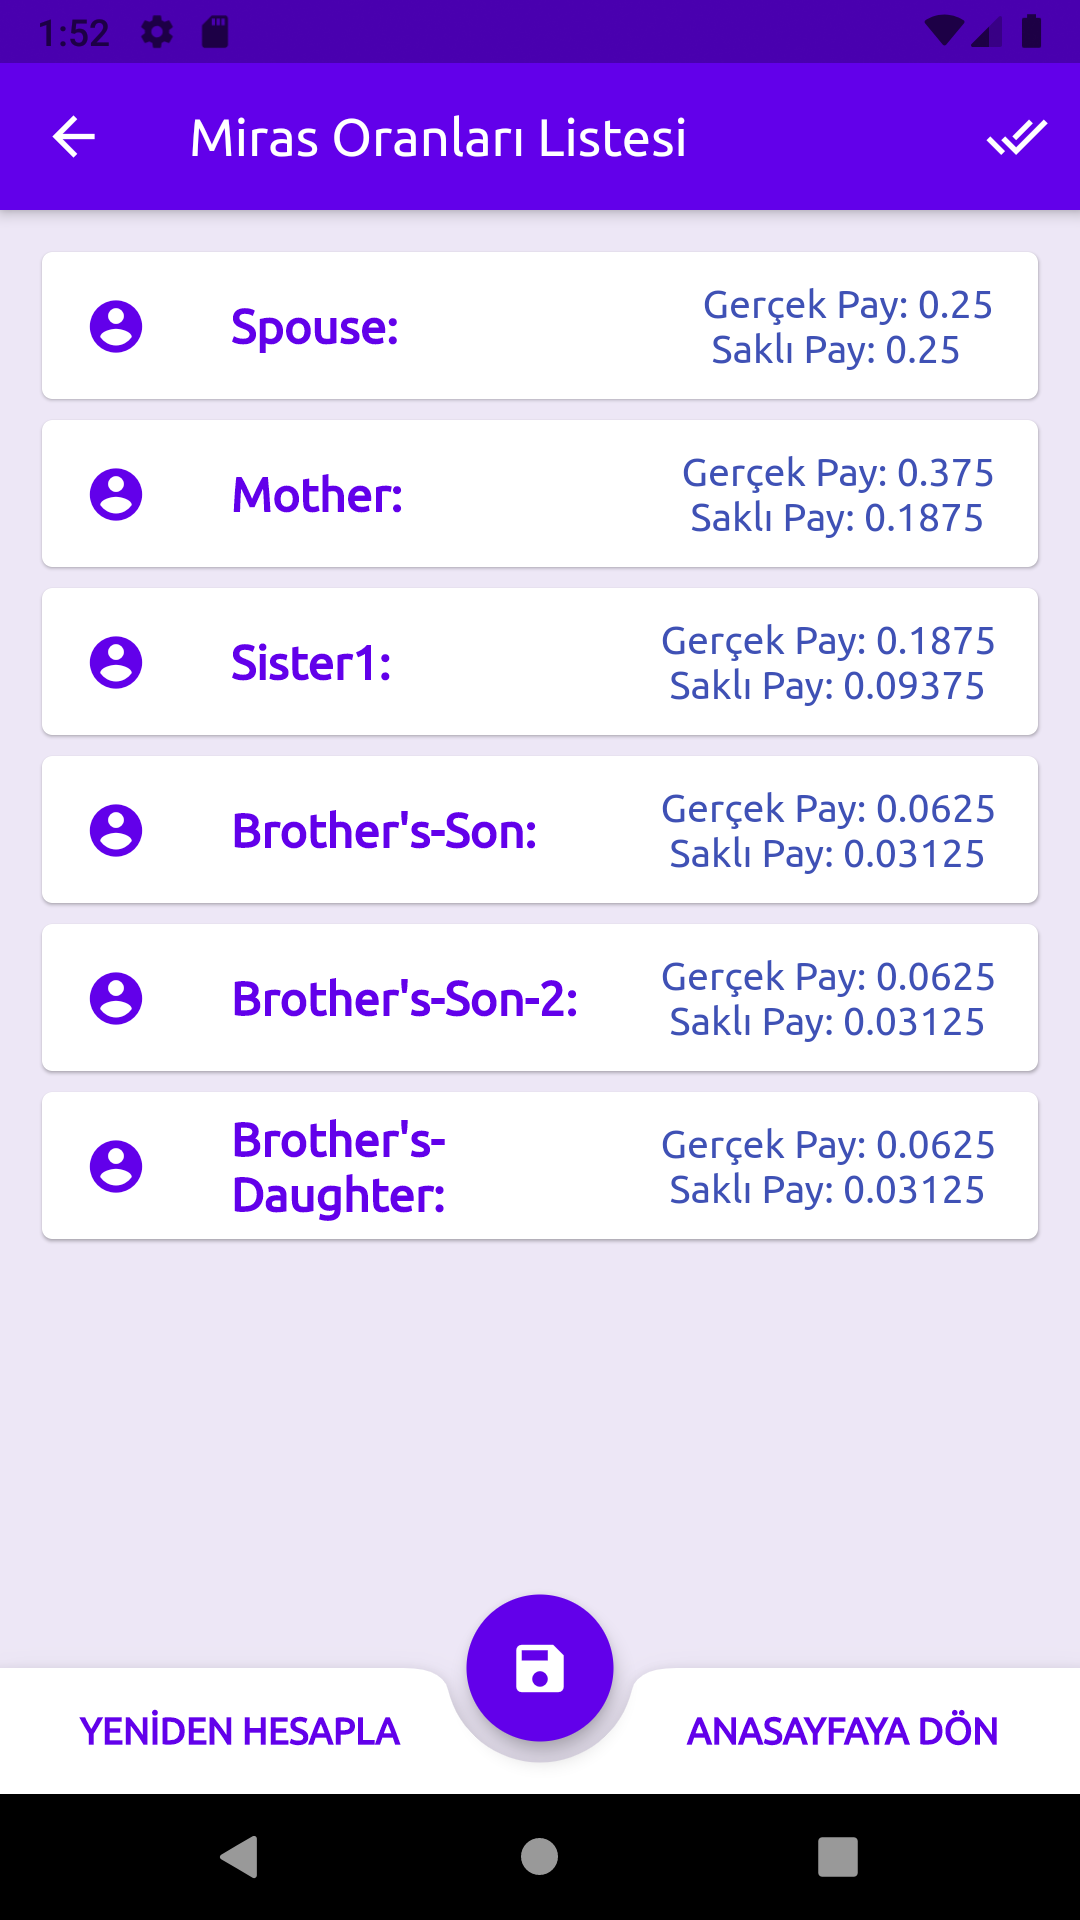 1:52
Miras Oranları Listesi
Spouse:
Gerçek Pay: 0.25
Saklı Pay: 0.25
Mother:
Gerçek Pay: 0.375
Saklı Pay: 0.1875
Sister1:
Gerçek Pay: 0.1875
Saklı Pay: 0.09375
Brother's-Son:
Gerçek Pay: 0.0625
Saklı Pay: 0.03125
Brother's-Son-2:
Gerçek Pay: 0.0625
Saklı Pay: 0.03125
Brother's-
Daughter:
Gerçek Pay: 0.0625
Saklı Pay: 0.03125
YENİDEN HESAPLA
ANASAYFAYA DÖN